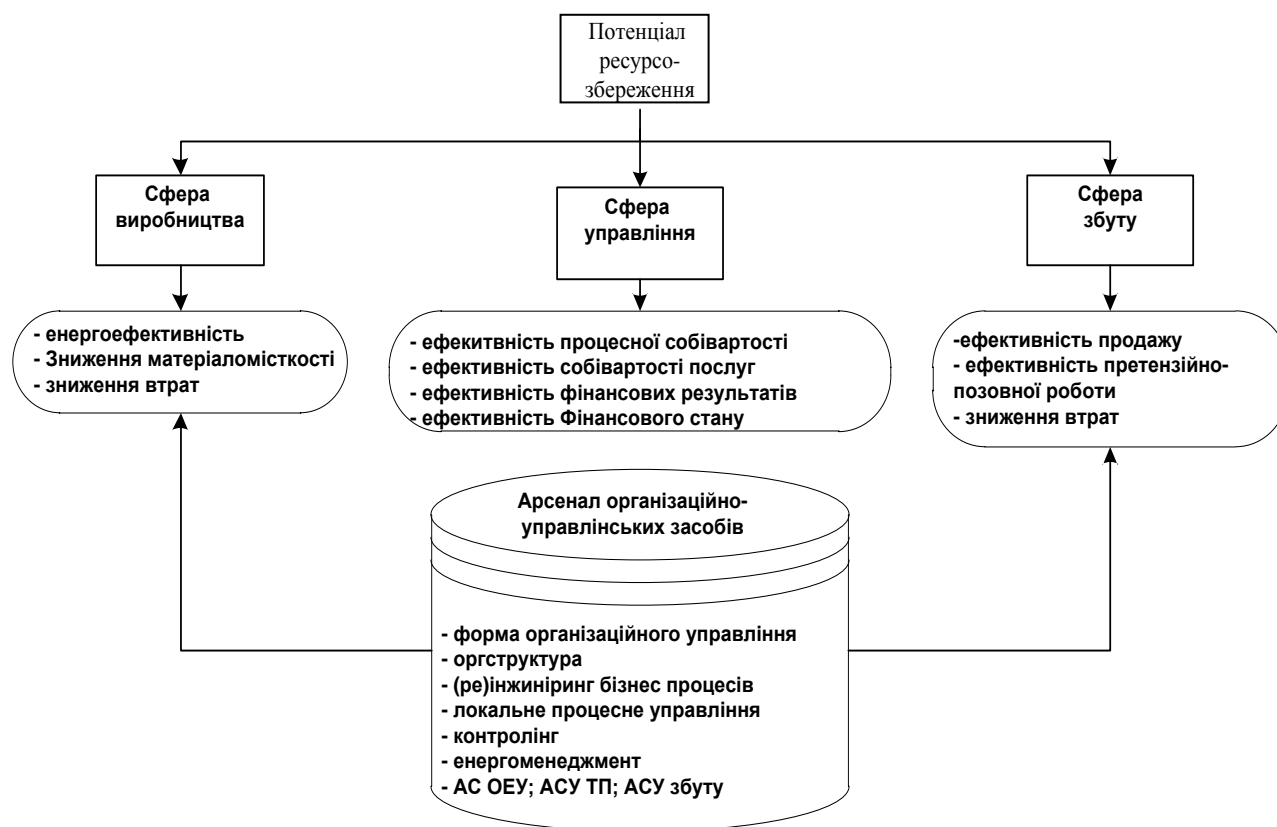 Потенціал
ресурсо-
збереження
Сфера
виробництва
Сфера
управління
Сфера
збуту
- енергоефективність
- Зниження матеріаломісткості
- зниження втрат
- ефекитвність процесної собівартості
- ефективність собівартості послуг
- ефективність фінансових результатів
- ефективність Фінансового стану
-ефективність продажу
- ефективність претензійно-
позовної роботи
- зниження втрат
Арсенал організаційно-
управлінських засобів
- форма організаційного управління
- оргструктура
- (ре)інжиніринг бізнес процесів
- локальне процесне управління
- контролінг
- енергоменеджмент
- АС ОЕУ; АСУ ТП; АСУ збуту